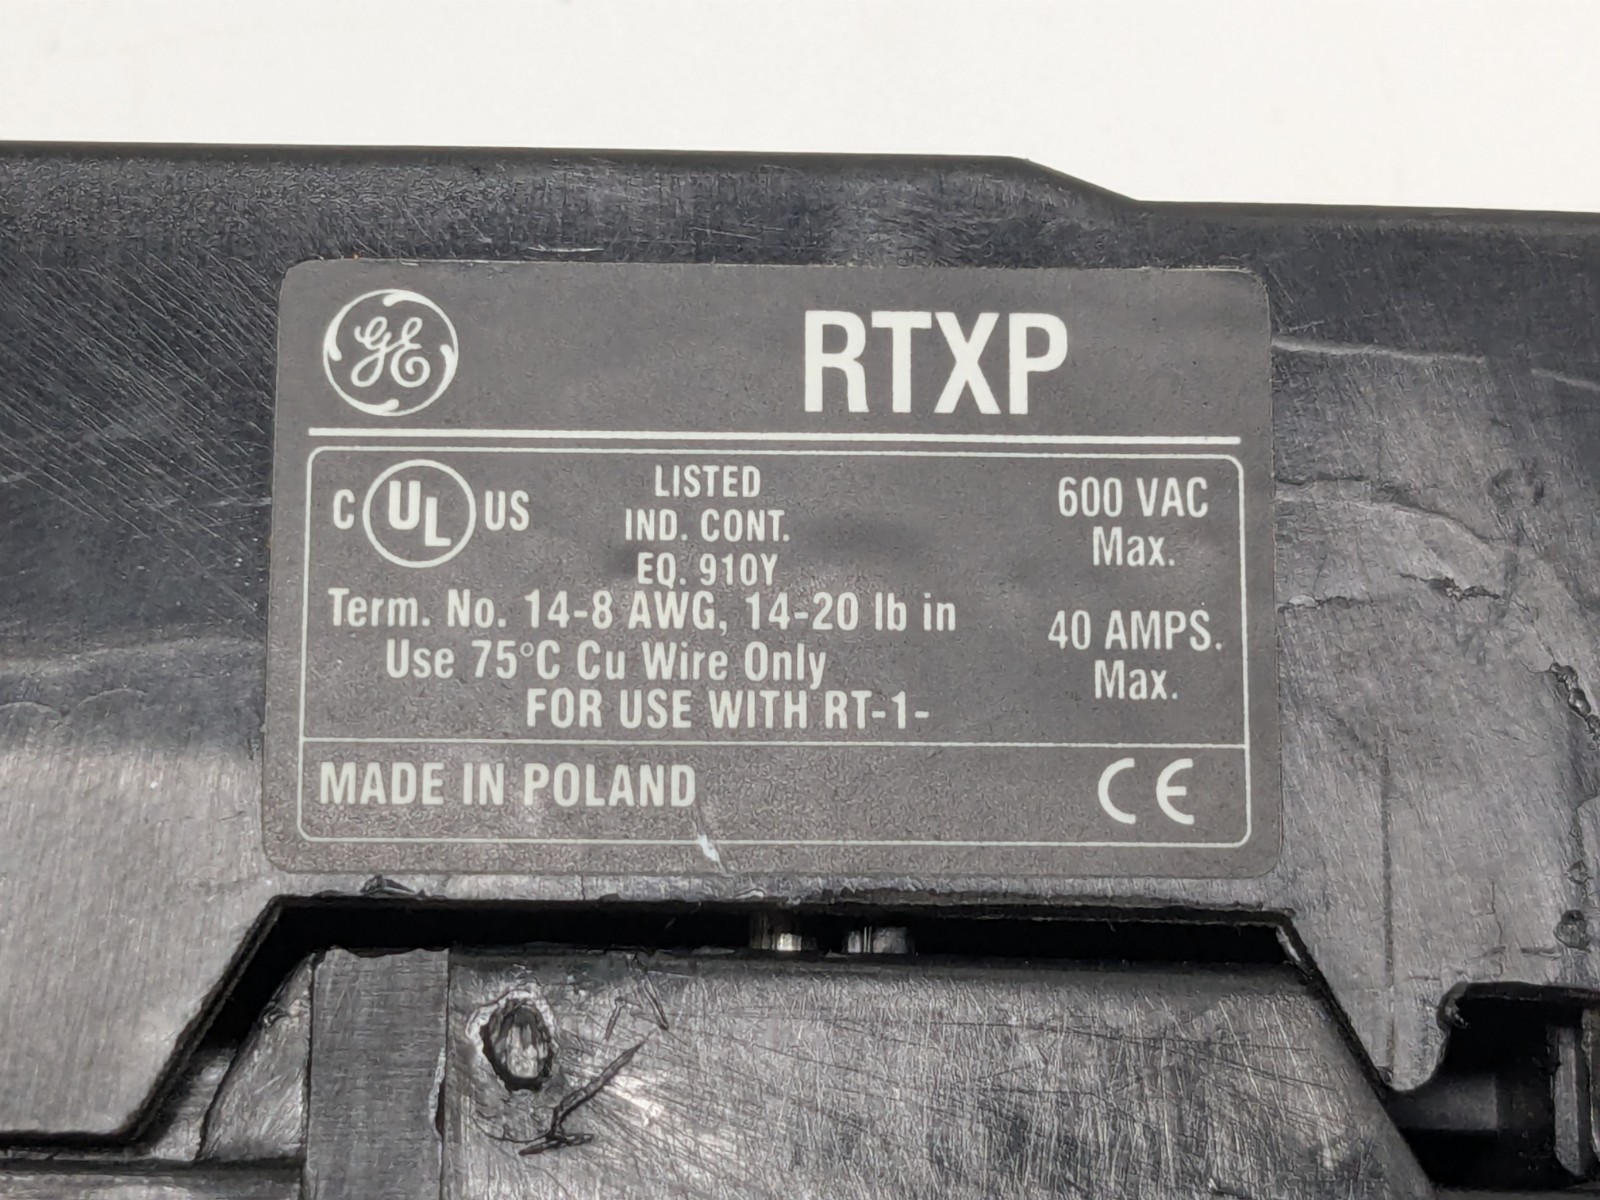 GE
RTXP
C UL US
LISTED
IND. CONT.
EQ. 910Y
600 VAC
Max.
Term. No. 14-8 AWG, 14-20 lb in
Use 75°C Cu Wire Only
FOR USE WITH RT-1-
40 AMPS.
Max.
MADE IN POLAND
CE